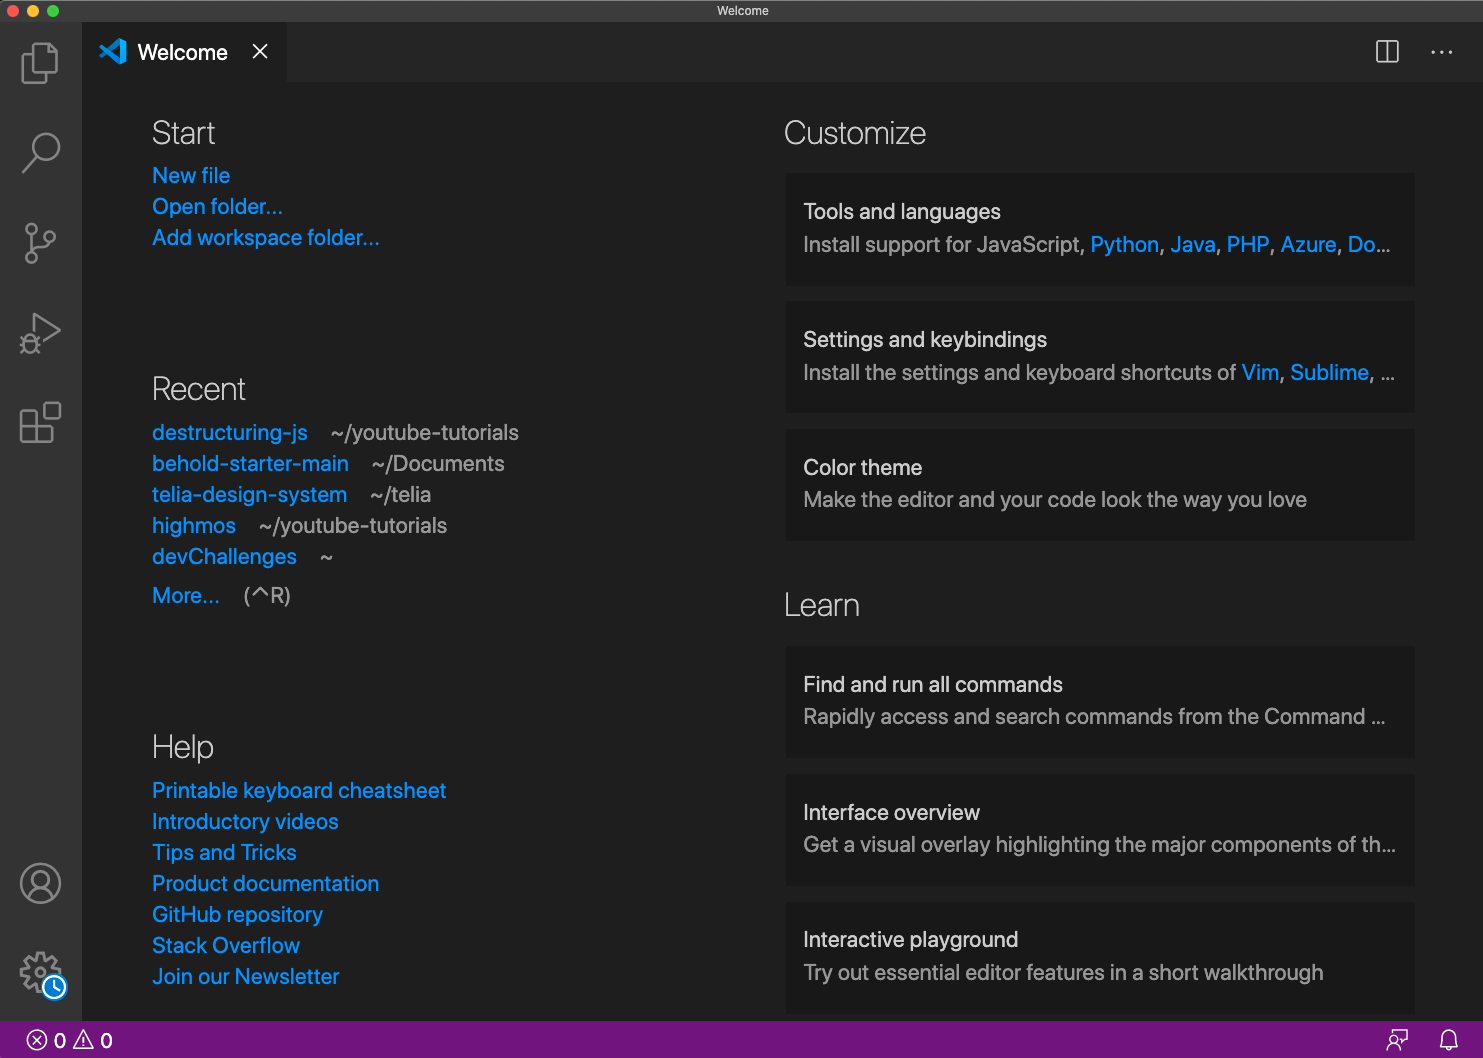 Welcome
Welcome
Start
New file
Open folder...
Add workspace folder...
Recent
destructuring-js ~/youtube-tutorials
behold-starter-main ~/Documents
telia-design-system ~/telia
highmos ~/youtube-tutorials
devChallenges ~
More... (^R)
Help
Printable keyboard cheatsheet
Introductory videos
Tips and Tricks
Product documentation
GitHub repository
Stack Overflow
Join our Newsletter
Customize
Tools and languages
Install support for JavaScript, Python, Java, PHP, Azure, Do...
Settings and keybindings
Install the settings and keyboard shortcuts of Vim, Sublime, ...
Color theme
Make the editor and your code look the way you love
Learn
Find and run all commands
Rapidly access and search commands from the Command ...
Interface overview
Get a visual overlay highlighting the major components of th...
Interactive playground
Try out essential editor features in a short walkthrough
0 0